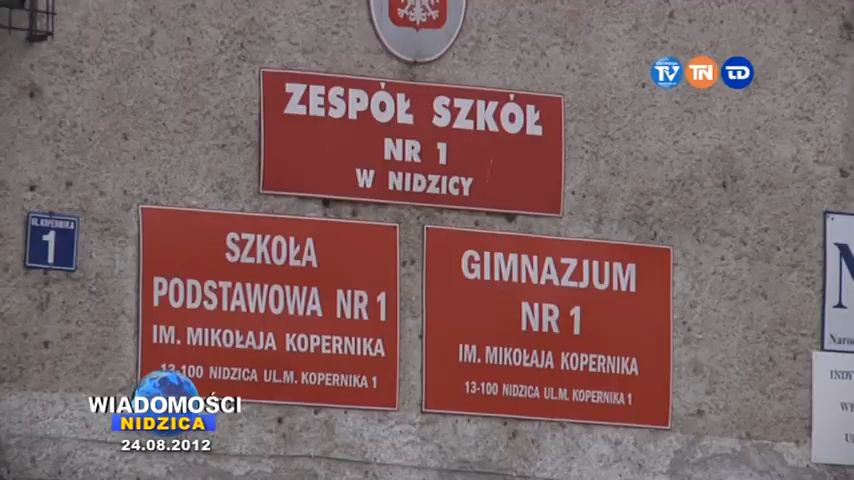 TV TN TD
ZESPÓŁ SZKÓŁ
NR 1
W NIDZICY
UL. KOPERNIKA
1
SZKOŁA
PODSTAWOWA NR 1
IM. MIKOŁAJA KOPERNIKA
13-100 NIDZICA UL.M. KOPERNIKA 1
GIMNAZJUM
NR 1
IM. MIKOŁAJA KOPERNIKA
13-100 NIDZICA UL.M. KOPERNIKA 1
WIADOMOŚCI
NIDZICA
24.08.2012